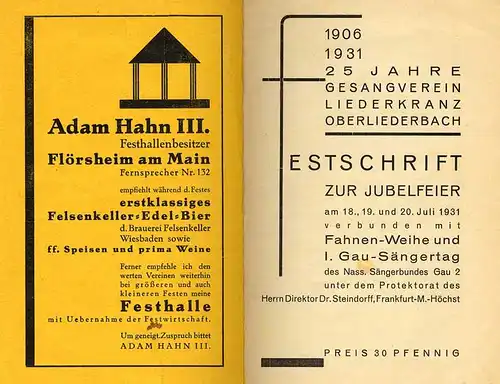 Adam Hahn III.
Festhallenbesitzer
Flörsheim am Main
Fernsprecher Nr. 132
empfiehlt während d. Festes
erstklassiges
Felsenkeller-Edel-Bier
d. Brauerei Felsenkeller
Wiesbaden sowie
ff. Speisen und prima Weine
Ferner empfehle ich den
werten Vereinen weiterhin
bei größeren und auch
kleineren Festen meine
Festhalle
mit Uebernahme der Festwirtschaft.
Um geneigt. Zuspruch bittet
ADAM HAHN III.
1906
1931
25 JAHRE
GESANGVEREIN
LIEDERKRANZ
OBERLIEDERBACH
fESTSCHRIFT
ZUR JUBELFEIER
am 18., 19. und 20. Juli 1931
verbunden mit
Fahnen-Weihe und
I. Gau-Sängertag
des Nass. Sängerbundes Gau 2
unter dem Protektorat des
Herrn Direktor Dr. Steindorff, Frankfurt-M.-Höchst
PREIS 30 PFENNIG